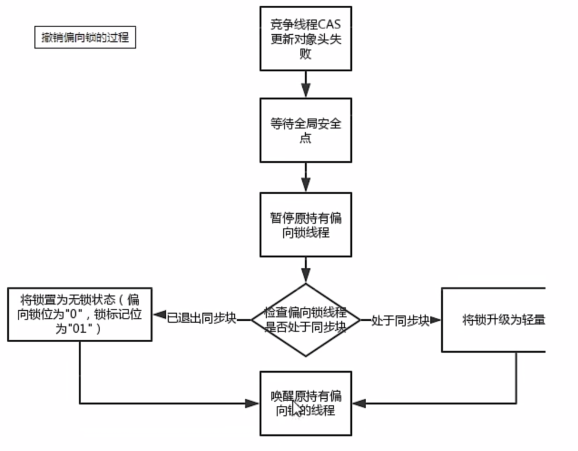 撤销偏向锁的过程
竞争线程CAS
更新对象头失
败
等待全局安全
点
暂停原持有偏
向锁线程
检查偏向锁线程
是否处于同步块
已退出同步块
处于同步块
将锁置为无锁状态（偏
向锁位为"0"，锁标记位
为"01"）
将锁升级为轻量
唤醒原持有偏
向锁的线程